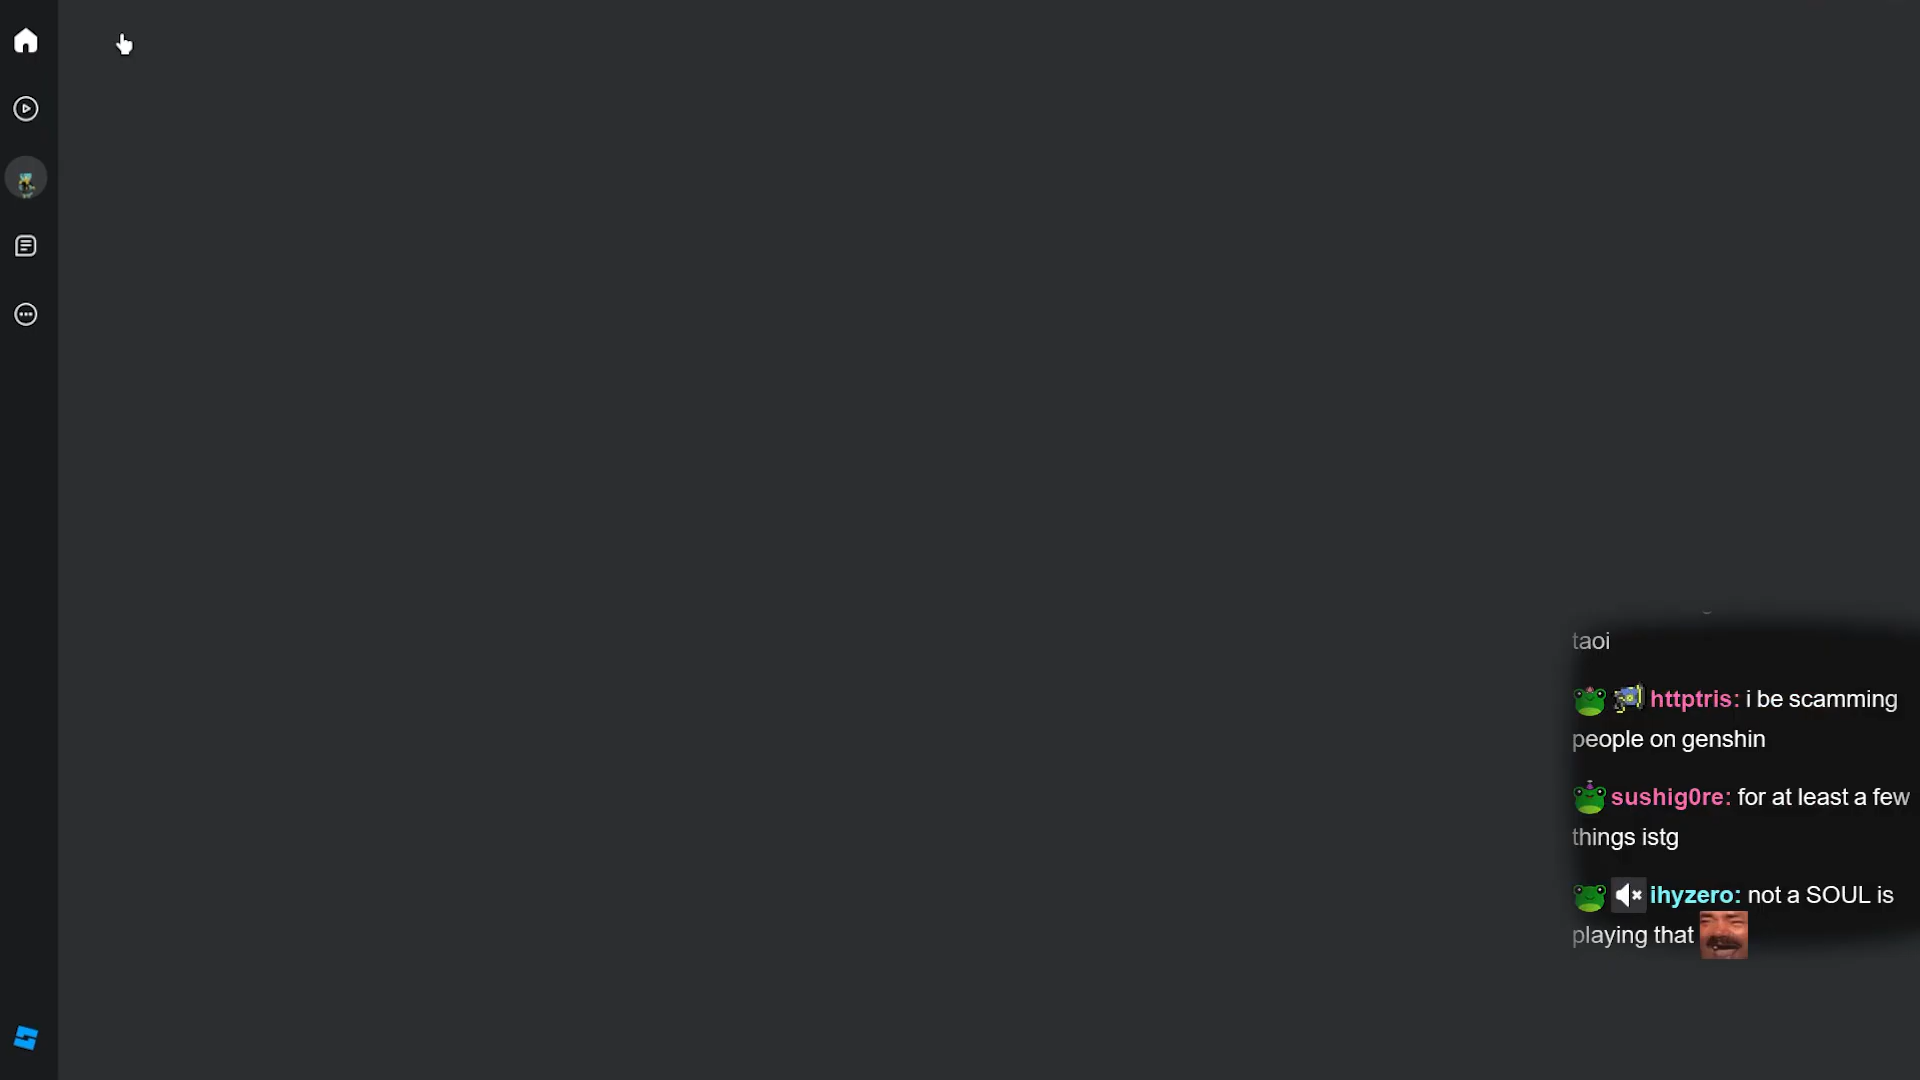 taoi
httptris: i be scamming
people on genshin
sushig0re: for at least a few
things istg
ihyzero: not a SOUL is
playing that